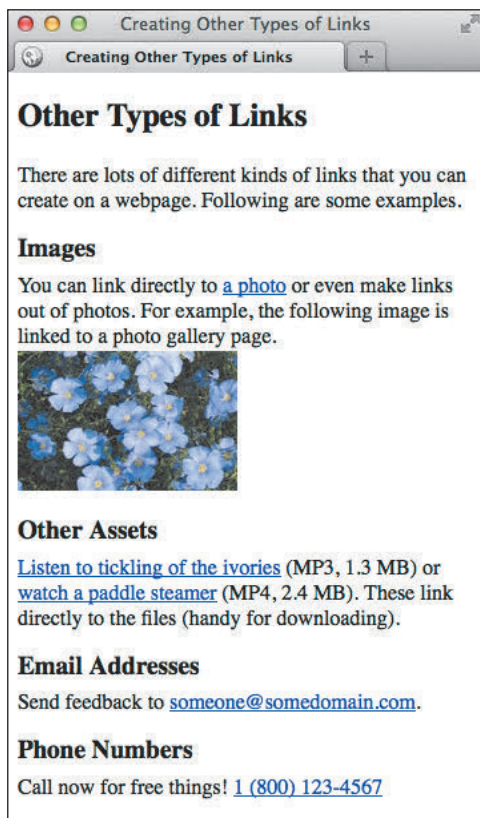 Creating Other Types of Links
Creating Other Types of Links
Other Types of Links
There are lots of different kinds of links that you can
create on a webpage. Following are some examples.
Images
You can link directly to a photo or even make links
out of photos. For example, the following image is
linked to a photo gallery page.
Other Assets
Listen to tickling of the ivories (MP3, 1.3 MB) or
watch a paddle steamer (MP4, 2.4 MB). These link
directly to the files (handy for downloading).
Email Addresses
Send feedback to someone@somedomain.com.
Phone Numbers
Call now for free things! 1 (800) 123-4567